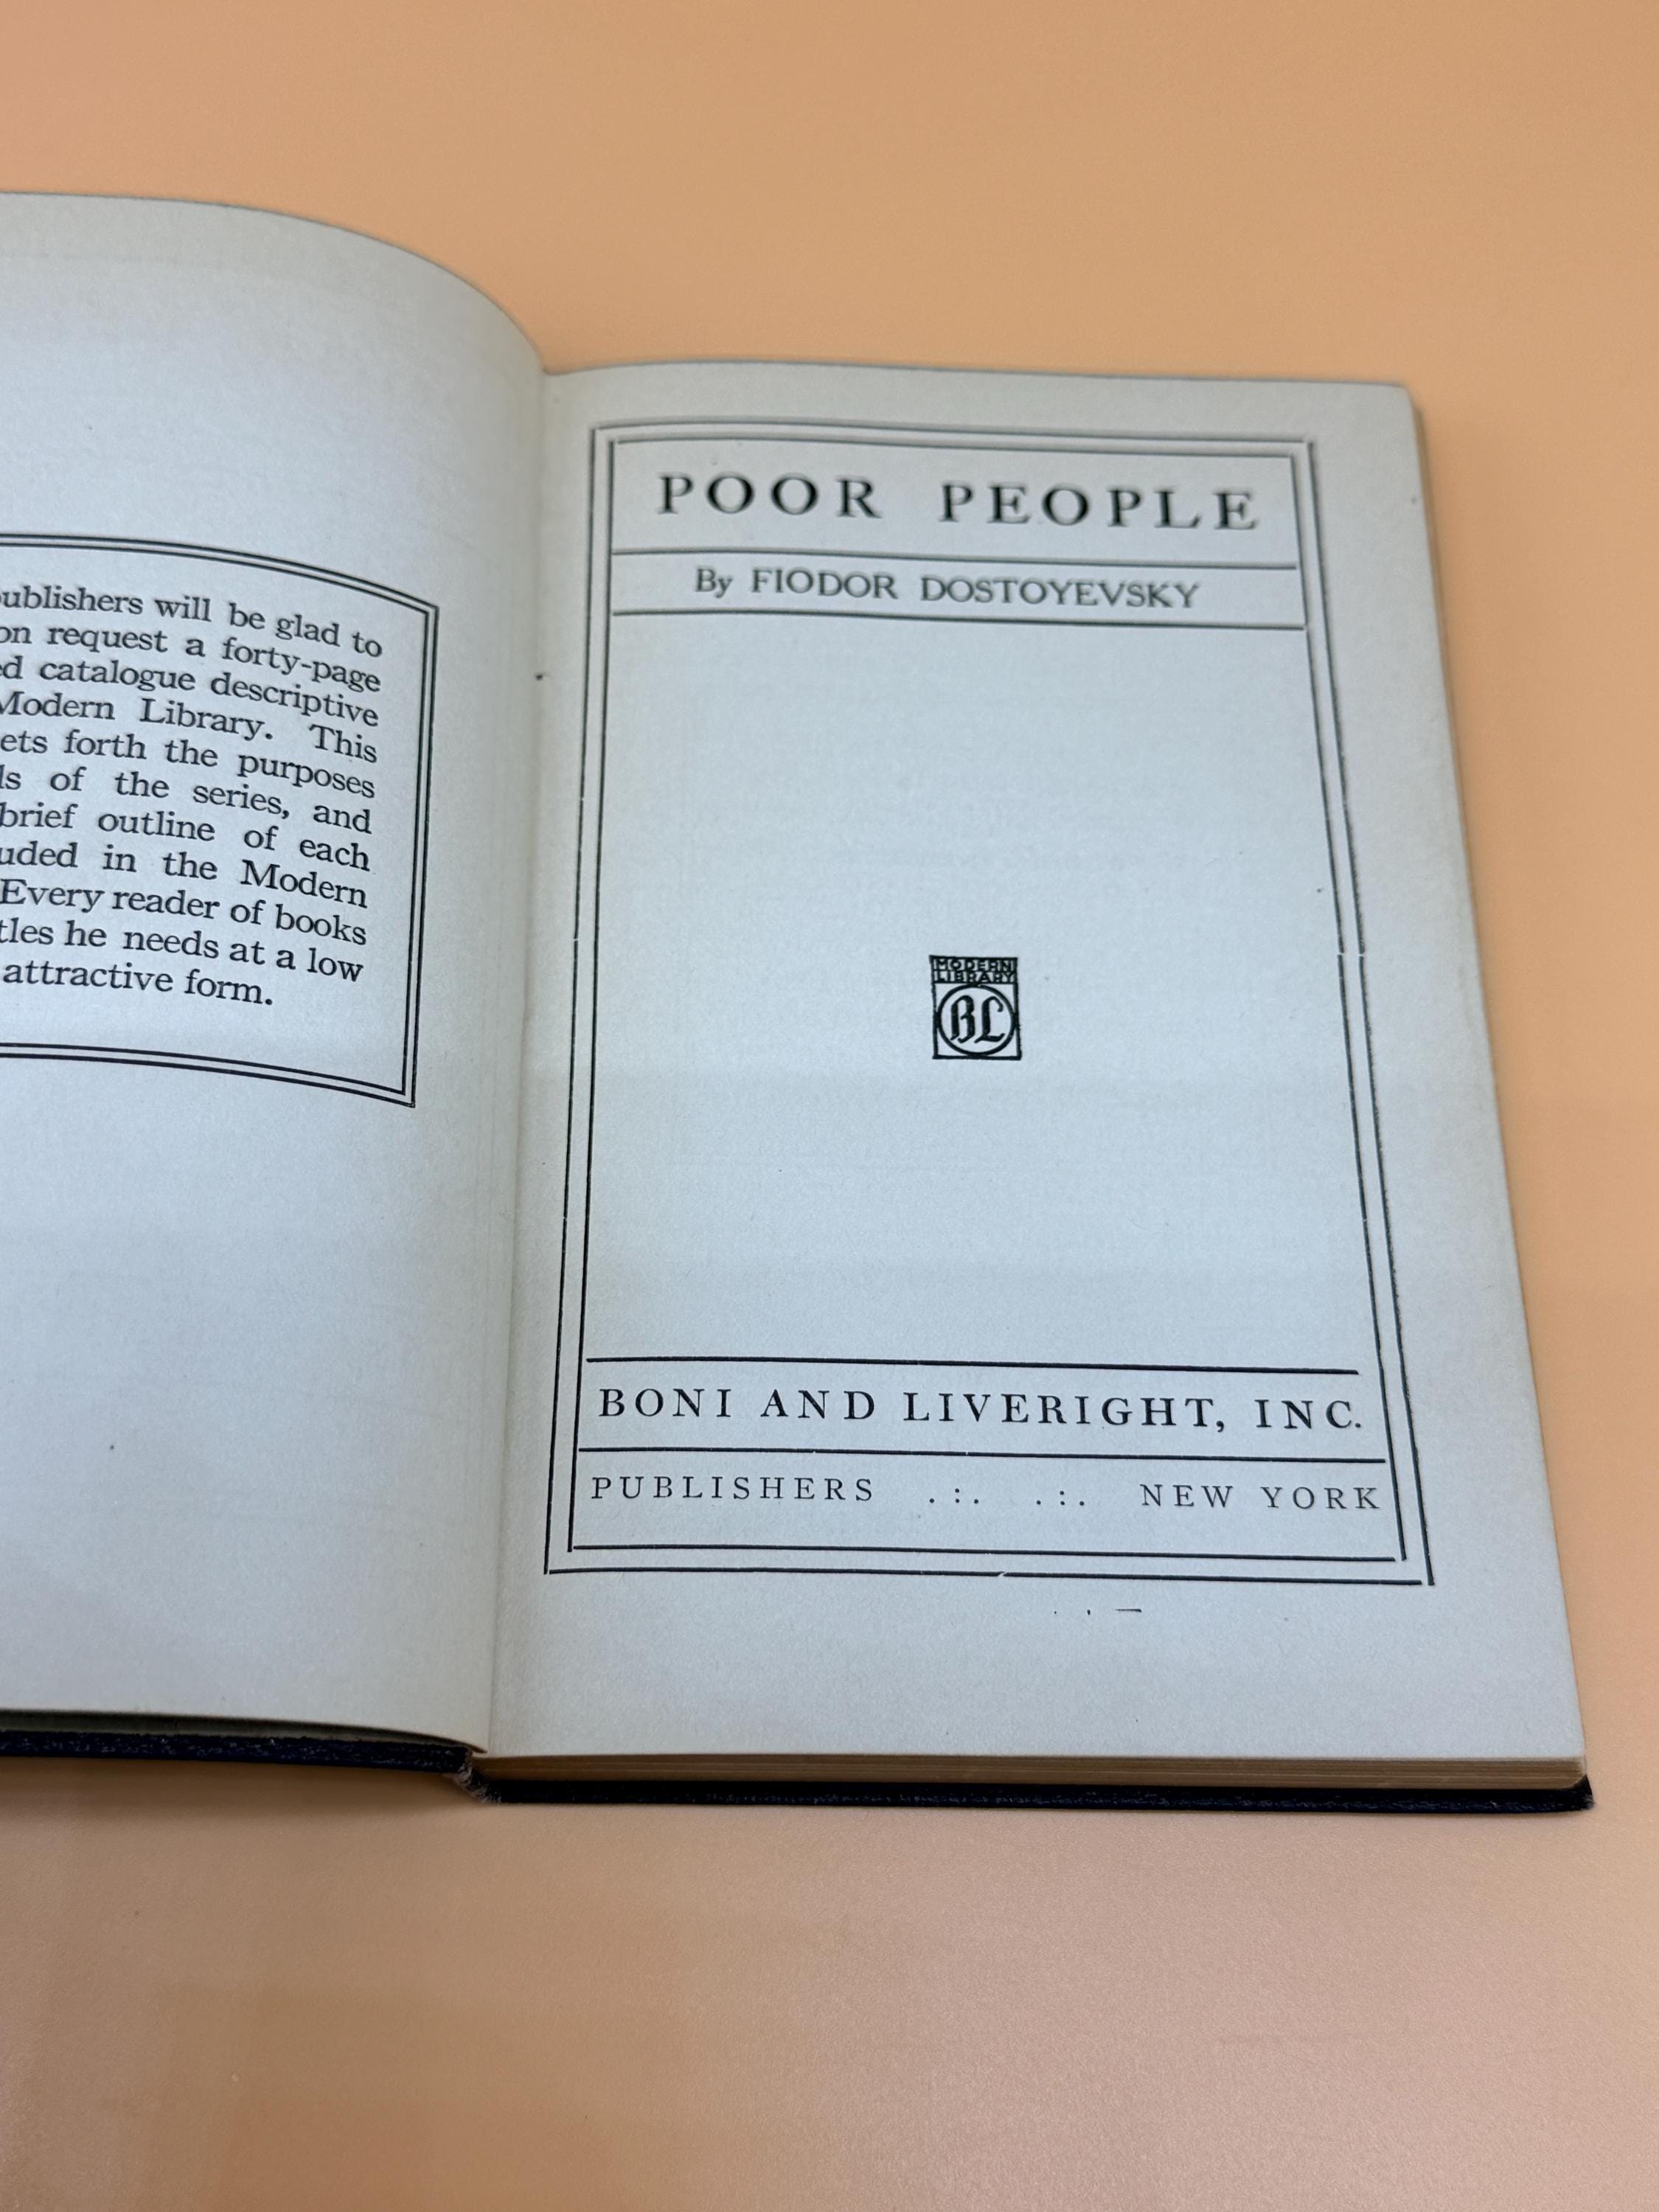 ublishers will be glad to
on request a forty-page
ed catalogue descriptive
Modern Library. This
ets forth the purposes
ls of the series, and
brief outline of each
uded in the Modern
Every reader of books
tles he needs at a low
attractive form.
POOR PEOPLE
By FIODOR DOSTOYEVSKY
MODERN
LIBRARY
BL
BONI AND LIVERIGHT, INC.
PUBLISHERS .:. .:. NEW YORK